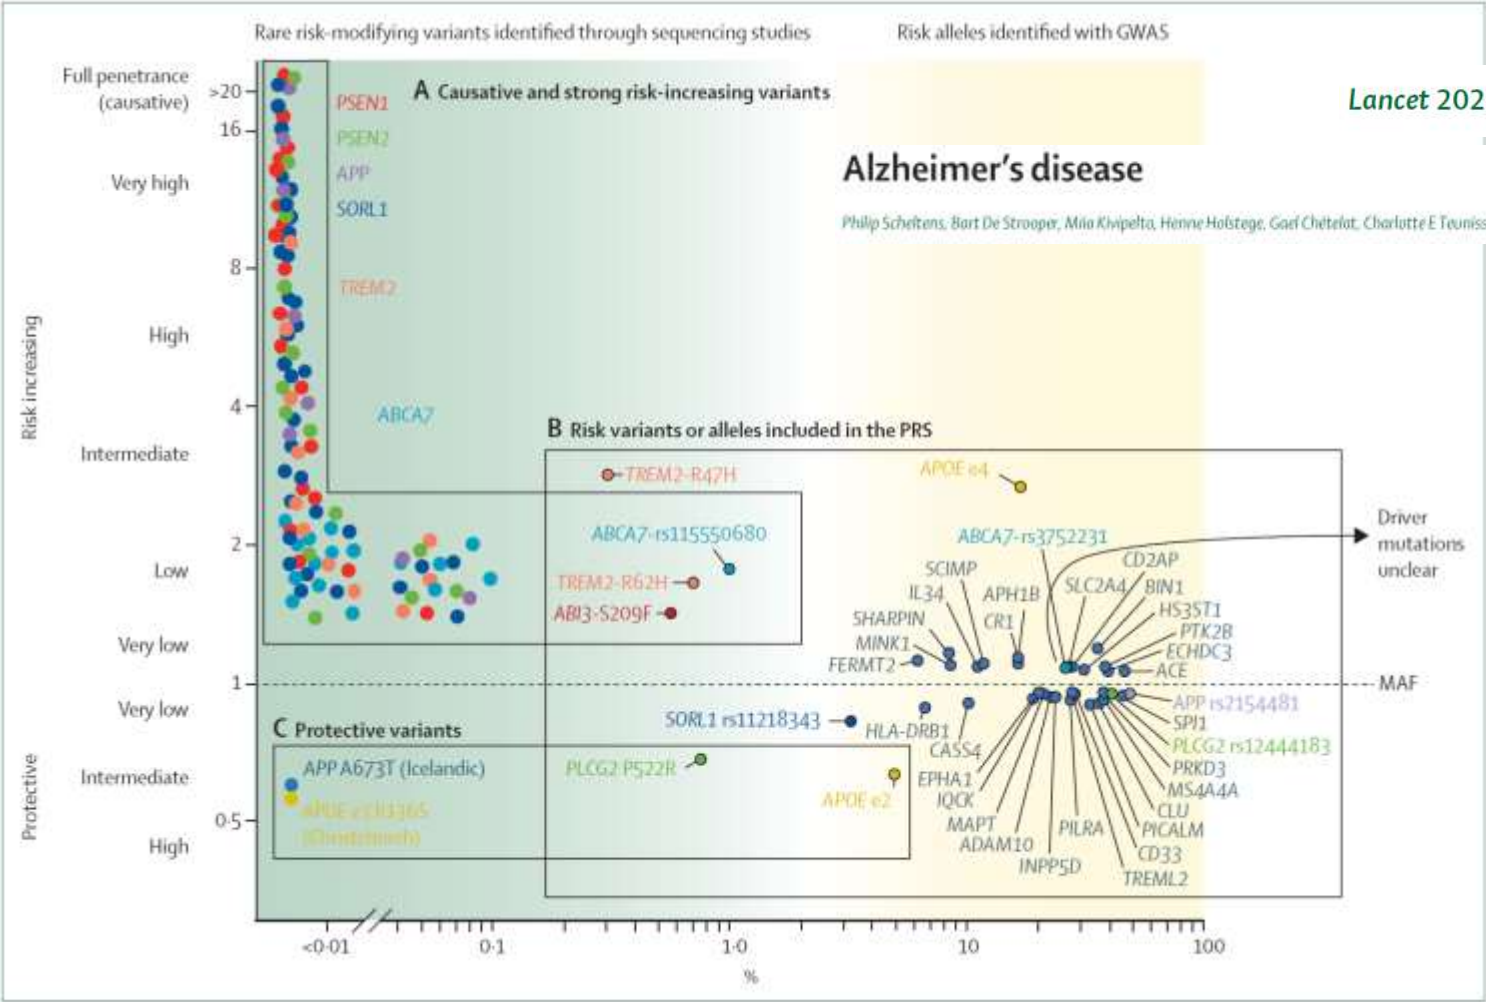 Rare risk-modifying variants identified through sequencing studies
Risk alleles identified with GWAS
Lancet 202
Alzheimer's disease
Philip Scheltens, Bart De Strooper, Miia Kivipelto, Henne Holstege, Gael Chételat, Charlotte E Teuniss
A Causative and strong risk-increasing variants
Full penetrance
(causative)
Very high
High
Intermediate
Low
Very low
Very low
Intermediate
High
Risk increasing
Protective
>20
16
8
4
2
1
0·5
PSEN1
PSEN2
APP
SORL1
TREM2
ABCA7
B Risk variants or alleles included in the PRS
TREM2-R47H
APOE e4
ABCA7-rs115550680
TREM2-R62H
ABI3-S209F
ABCA7-rs3752231
SCIMP
IL34
APH1B
SHARPIN
CR1
MINK1
FERMT2
SLC2A4
CD2AP
BIN1
HS3ST1
PTK2B
ECHDC3
ACE
Driver
mutations
unclear
MAF
SORL1 rs11218343
HLA-DRB1
CASS4
EPHA1
IQCK
MAPT
ADAM10
INPP5D
PILRA
APP rs2154481
SPI1
PLCG2 rs12444183
PRKD3
MS4A4A
CLU
PICALM
CD33
TREML2
C Protective variants
APP A673T (Icelandic)
APOE
PLCG2 P522R
APOE e2
<0·01
0·1
1·0
10
100
%